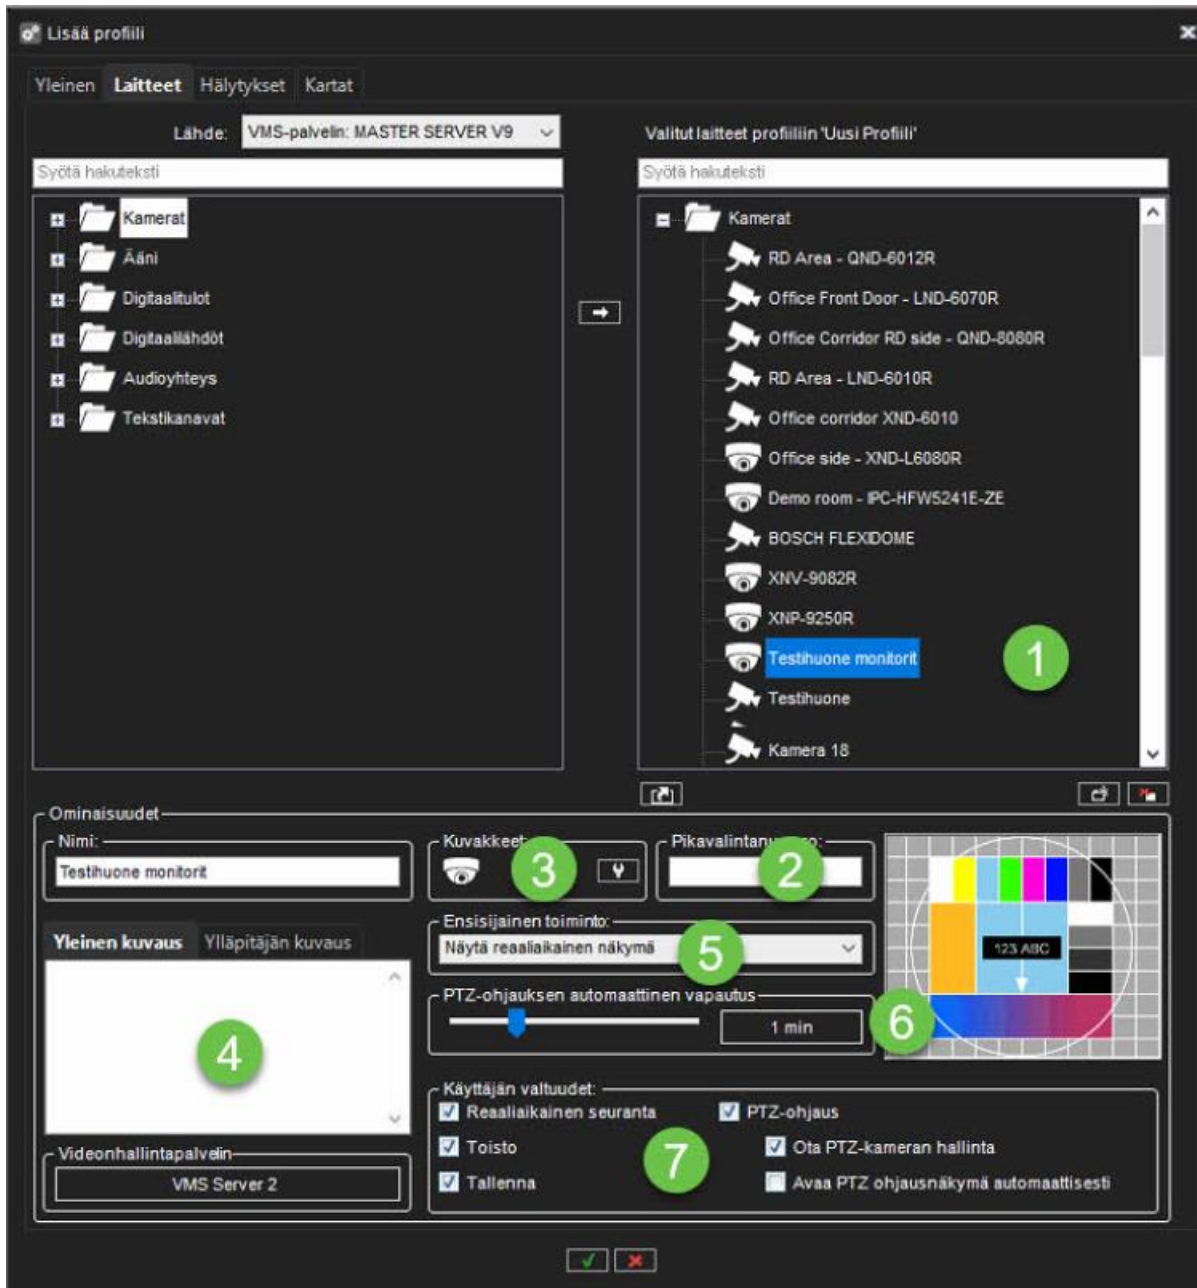 Lisää profiili
Yleinen Laitteet Hälytykset Kartat
Lähde: VMS-palvelin: MASTER SERVER V9
Valitut laitteet profiiliin 'Uusi Profiili'
Syötä hakuteksti
Syötä hakuteksti
Kamerat
Ääni
Digitaalitulot
Digitaalilähdöt
Audioyhteys
Tekstikanavat
Kamerat
RD Area - QND-6012R
Office Front Door - LND-6070R
Office Corridor RD side - QND-8080R
RD Area - LND-6010R
Office corridor XND-6010
Office side - XND-L6080R
Demo room - IPC-HFW5241E-ZE
BOSCH FLEXIDOME
XNV-9082R
XNP-9250R
Testihuone monitorit
1
Testihuone
Kamera 18
Ominaisuudet
Nimi:
Testihuone monitorit
Kuvakkeet:
3
2
Yleinen kuvaus Ylläpitäjän kuvaus
4
Videonhallintapalvelin
VMS Server 2
Ensisijainen toiminto:
Näytä reaaliaikainen näkymä
5
PTZ-ohjauksen automaattinen vapautus
1 min
6
123 ABC
Käyttäjän valtuudet:
Reaaliaikainen seuranta
PTZ-ohjaus
Toisto
Ota PTZ-kameran hallinta
Tallenna
Avaa PTZ ohjausnäkymä automaattisesti
7